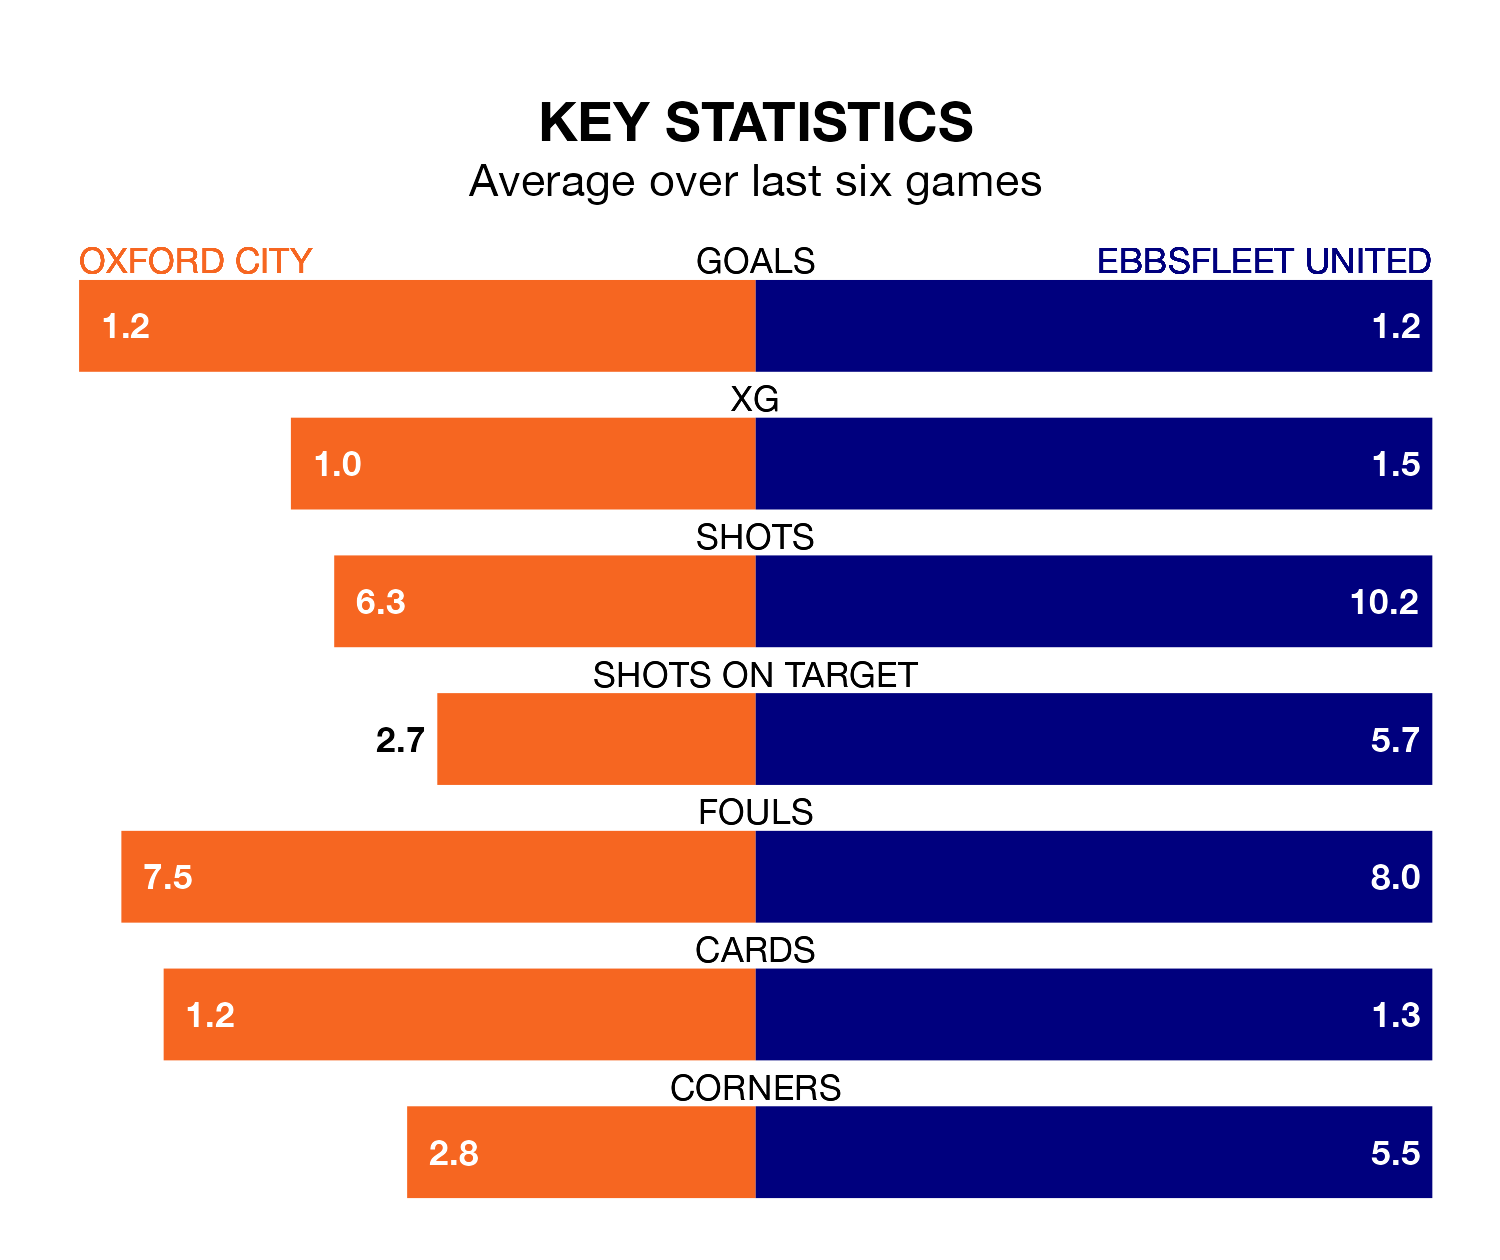 KEY STATISTICS
Average over last six games
OXFORD CITY GOALS EBBSFLEET UNITED
1.2 1.2
XG
1.0 1.5
SHOTS
6.3 10.2
SHOTS ON TARGET
2.7 5.7
FOULS
7.5 8.0
CARDS
1.2 1.3
CORNERS
2.8 5.5